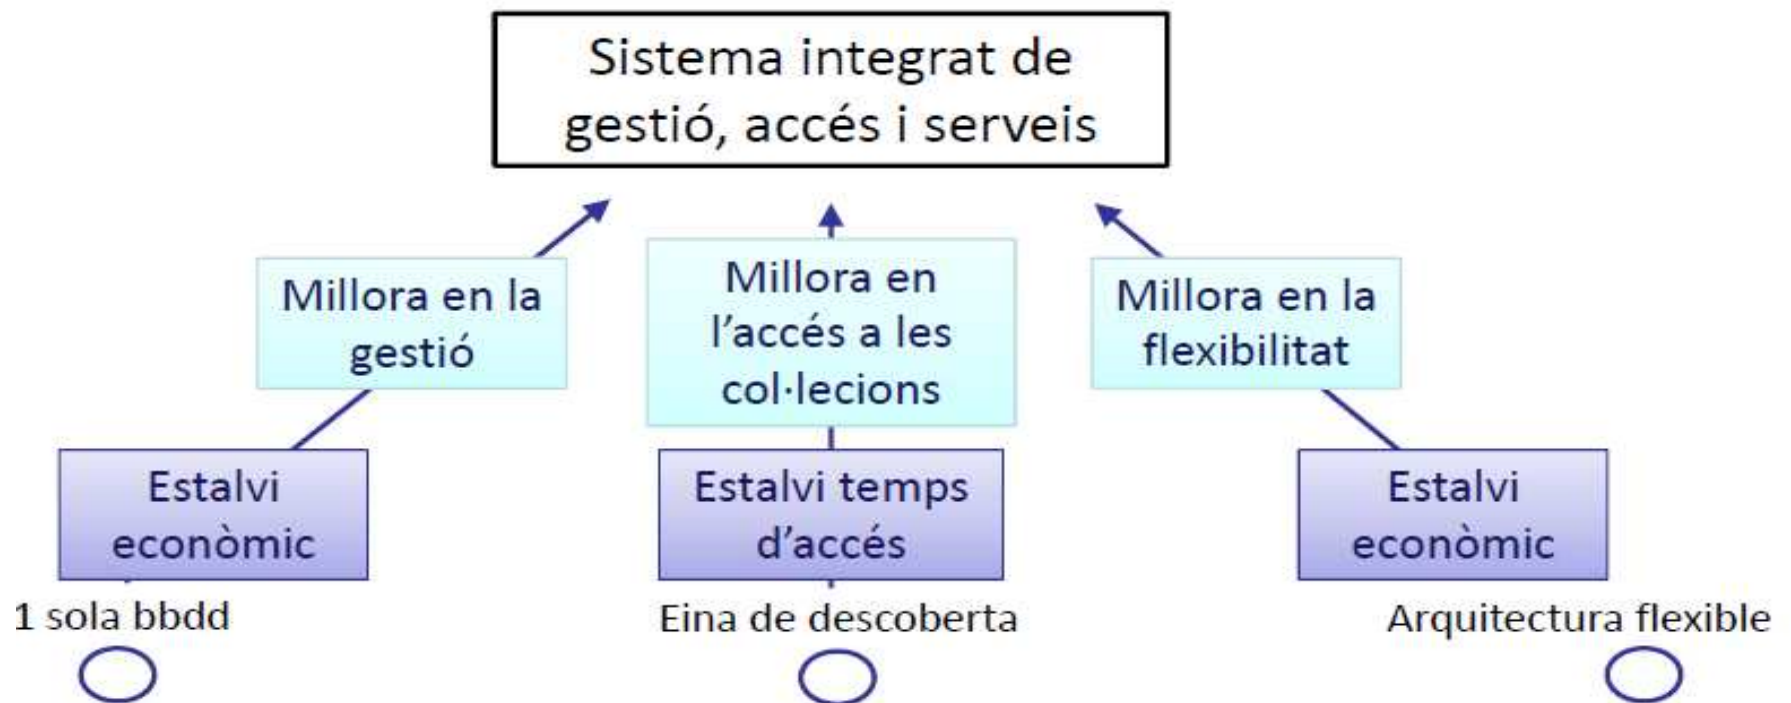 Sistema integrat de
gestió, accés i serveis
Millora en la
gestió
Millora en
l'accés a les
col·lecions
Millora en la
flexibilitat
Estalvi
econòmic
Estalvi temps
d'accés
Estalvi
econòmic
1 sola bbdd
Eina de descoberta
Arquitectura flexible